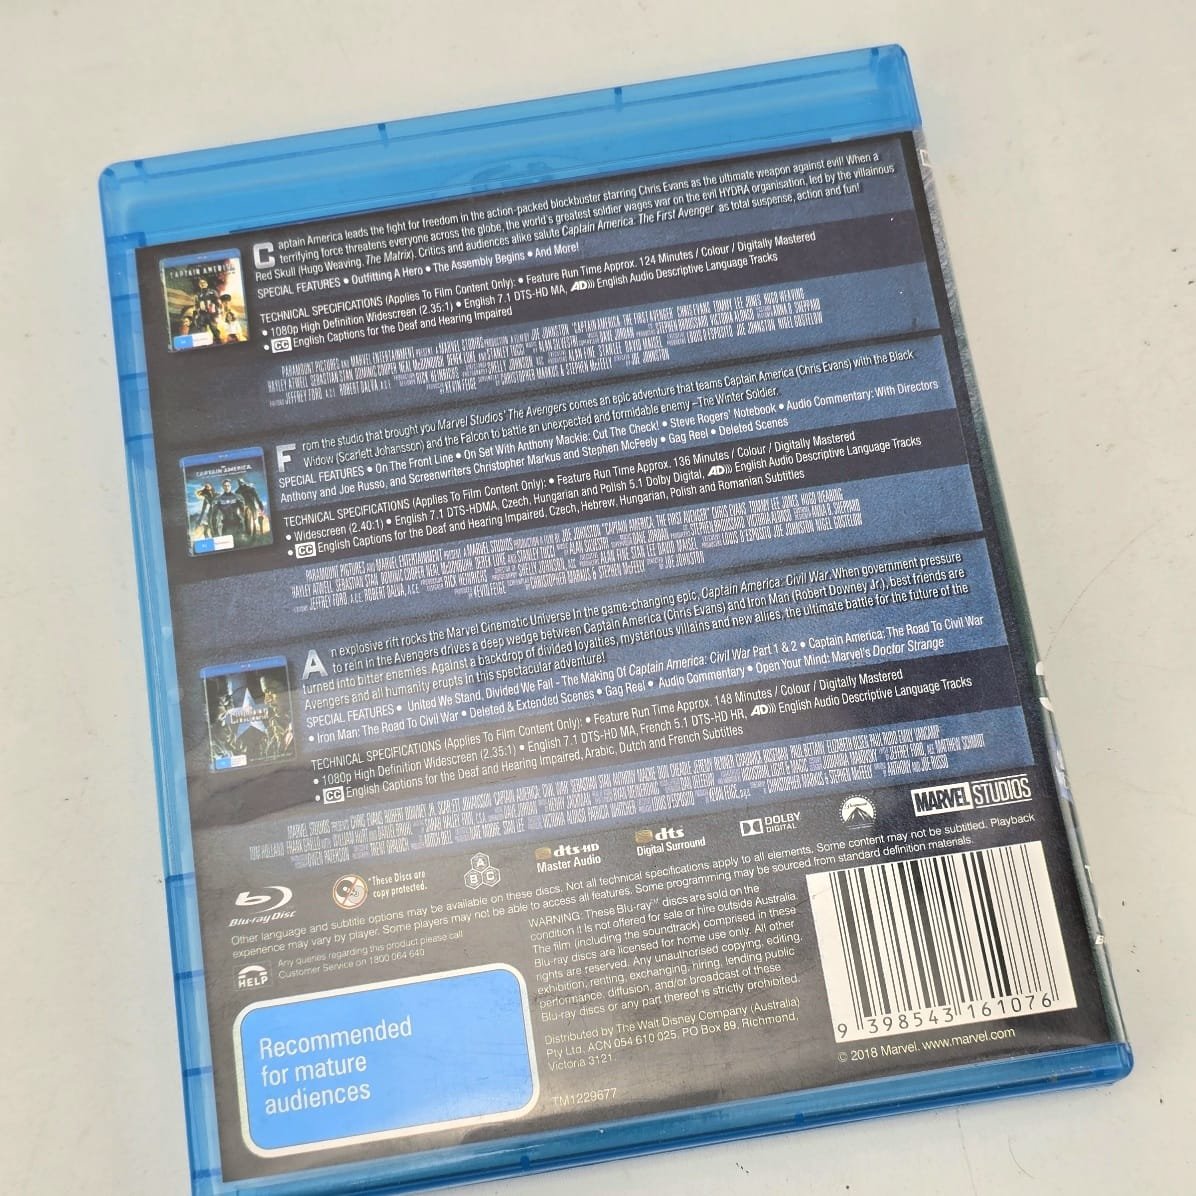 Captain America leads the fight for freedom in the action-packed blockbuster starring Chris Evans as the ultimate weapon against evil! When a
terrifying force threatens everyone across the globe, the world's greatest soldier wages war on the evil HYDRA organisation, led by the villainous
Red Skull (Hugo Weaving, The Matrix). Critics and audiences alike salute Captain America: The First Avenger as total suspense, action and fun!
SPECIAL FEATURES • Outfitting A Hero • The Assembly Begins • And More!
TECHNICAL SPECIFICATIONS (Applies To Film Content Only): • Feature Run Time Approx. 124 Minutes / Colour / Digitally Mastered
• 1080p High Definition Widescreen (2.35:1) • English 7.1 DTS-HD MA, AD))) English Audio Descriptive Language Tracks
• CC English Captions for the Deaf and Hearing Impaired
CAPTAIN AMERICA
From the studio that brought you Marvel Studios' The Avengers comes an epic adventure that teams Captain America (Chris Evans) with the Black
Widow (Scarlett Johansson) and the Falcon to battle an unexpected and formidable enemy –The Winter Soldier.
SPECIAL FEATURES • On The Front Line • On Set With Anthony Mackie: Cut The Check! • Steve Rogers' Notebook • Audio Commentary: With Directors
Anthony and Joe Russo, and Screenwriters Christopher Markus and Stephen McFeely • Gag Reel • Deleted Scenes
TECHNICAL SPECIFICATIONS (Applies To Film Content Only): • Feature Run Time Approx. 136 Minutes / Colour / Digitally Mastered
• Widescreen (2.40:1) • English 7.1 DTS-HDMA, Czech, Hungarian and Polish 5.1 Dolby Digital, AD))) English Audio Descriptive Language Tracks
• CC English Captions for the Deaf and Hearing Impaired, Czech, Hebrew, Hungarian, Polish and Romanian Subtitles
CAPTAIN AMERICA
An explosive rift rocks the Marvel Cinematic Universe in the game-changing epic, Captain America: Civil War. When government pressure
to rein in the Avengers drives a deep wedge between Captain America (Chris Evans) and Iron Man (Robert Downey Jr.), best friends are
turned into bitter enemies. Against a backdrop of divided loyalties, mysterious villains and new allies, the ultimate battle for the future of the
Avengers and all humanity erupts in this spectacular adventure!
SPECIAL FEATURES • United We Stand, Divided We Fall - The Making Of Captain America: Civil War Part 1 & 2 • Captain America: The Road To Civil War
• Iron Man: The Road To Civil War • Deleted & Extended Scenes • Gag Reel • Audio Commentary • Open Your Mind: Marvel's Doctor Strange
TECHNICAL SPECIFICATIONS (Applies To Film Content Only): • Feature Run Time Approx. 148 Minutes / Colour / Digitally Mastered
• 1080p High Definition Widescreen (2.35:1) • English 7.1 DTS-HD MA, French 5.1 DTS-HD HR, AD))) English Audio Descriptive Language Tracks
• CC English Captions for the Deaf and Hearing Impaired, Arabic, Dutch and French Subtitles
MARVEL STUDIOS
DOLBY
DIGITAL
dts
Digital Surround
dts-HD
Master Audio
A
B C
*These Discs are
copy protected.
Blu-ray Disc
Other language and subtitle options may be available on these discs. Not all technical specifications apply to all elements. Some content may not be subtitled. Playback
experience may vary by player. Some players may not be able to access all features. Some programming may be sourced from standard definition materials.
HELP
Any queries regarding this product please call
Customer Service on 1800 064 640
WARNING: These Blu-ray™ discs are sold on the
condition it is not offered for sale or hire outside Australia.
The film (including the soundtrack) comprised in these
Blu-ray discs are licensed for home use only. All other
rights are reserved. Any unauthorised copying, editing,
exhibition, renting, exchanging, hiring, lending public
performance, diffusion, and/or broadcast of these
Blu-ray discs or any part thereof is strictly prohibited.
Distributed by The Walt Disney Company (Australia)
Pty Ltd, ACN 054 610 025, PO Box 89, Richmond,
Victoria 3121.
TM1229677
Recommended
for mature
audiences
9 398543 161076
© 2018 Marvel. www.marvel.com